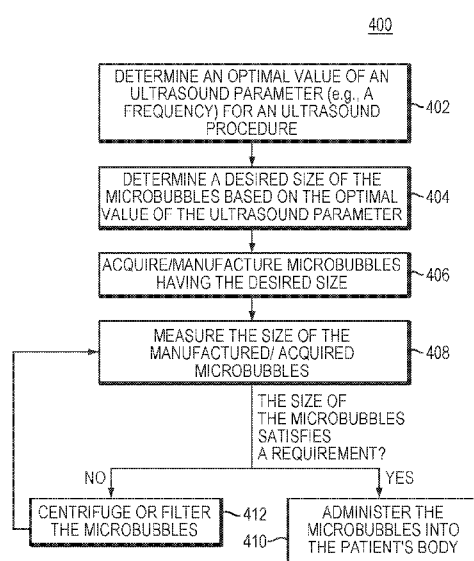 400
DETERMINE AN OPTIMAL VALUE OF AN
ULTRASOUND PARAMETER (e.g., A
FREQUENCY) FOR AN ULTRASOUND
PROCEDURE
402
DETERMINE A DESIRED SIZE OF THE
MICROBUBBLES BASED ON THE OPTIMAL
VALUE OF THE ULTRASOUND PARAMETER
404
ACQUIRE/MANUFACTURE MICROBUBBLES
HAVING THE DESIRED SIZE
406
MEASURE THE SIZE OF THE
MANUFACTURED/ ACQUIRED
MICROBUBBLES
408
THE SIZE OF
THE MICROBUBBLES
SATISFIES
A REQUIREMENT?
NO
YES
CENTRIFUGE OR FILTER
THE MICROBUBBLES
412
410
ADMINISTER THE
MICROBUBBLES INTO
THE PATIENT'S BODY